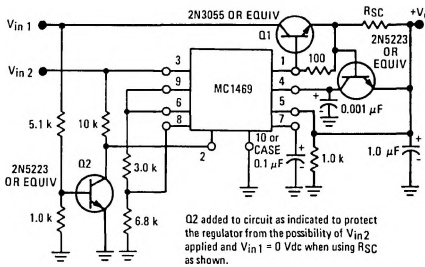 2N3055 OR EQUIV
RSC
+V
Vin 1
Q1
2N5223
OR
EQUIV
3
1
100
Vin 2
9
MC1469
4
6
5
0.001 µF
5.1 k
10 k
8
7
10 or
CASE
2
0.1 µF
1.0 k
1.0 µF
2N5223
OR EQUIV
Q2
3.0 k
1.0 k
6.8 k
Q2 added to circuit as indicated to protect
the regulator from the possibility of Vin2
applied and Vin 1 = 0 Vdc when using RSC
as shown.